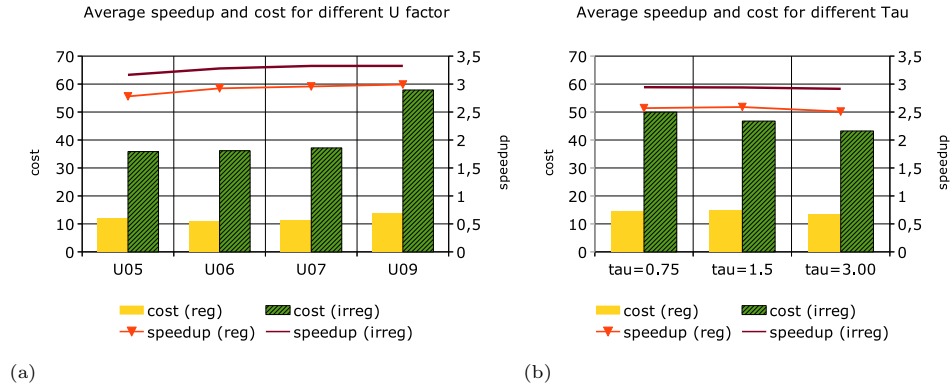 Average speedup and cost for different U factor
70
60
50
40
30
20
10
0
cost
3,5
3
2,5
2
1,5
1
0,5
0
speedup
U05 U06 U07 U09
cost (reg) cost (irreg)
speedup (reg) speedup (irreg)
(a)
Average speedup and cost for different Tau
70
60
50
40
30
20
10
0
cost
3,5
3
2,5
2
1,5
1
0,5
0
speedup
tau=0.75 tau=1.5 tau=3.00
cost (reg) cost (irreg)
speedup (reg) speedup (irreg)
(b)